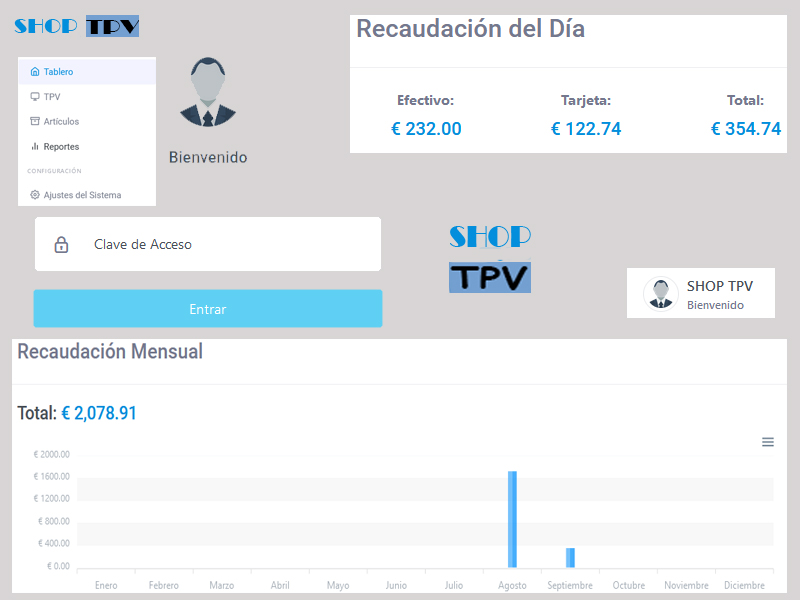 SHOP TPV
Tablero
TPV
Artículos
Reportes
CONFIGURACIÓN
Ajustes del Sistema
Bienvenido
Recaudación del Día
Efectivo: Tarjeta: Total:
€ 232.00 € 122.74 € 354.74
Clave de Acceso
Entrar
SHOP
TPV
SHOP TPV
Bienvenido
Recaudación Mensual
Total: € 2,078.91
€ 2000.00
€ 1600.00
€ 1200.00
€ 800.00
€ 400.00
€ 0.00
Enero Febrero Marzo Abril Mayo Junio Julio Agosto Septiembre Octubre Noviembre Diciembre